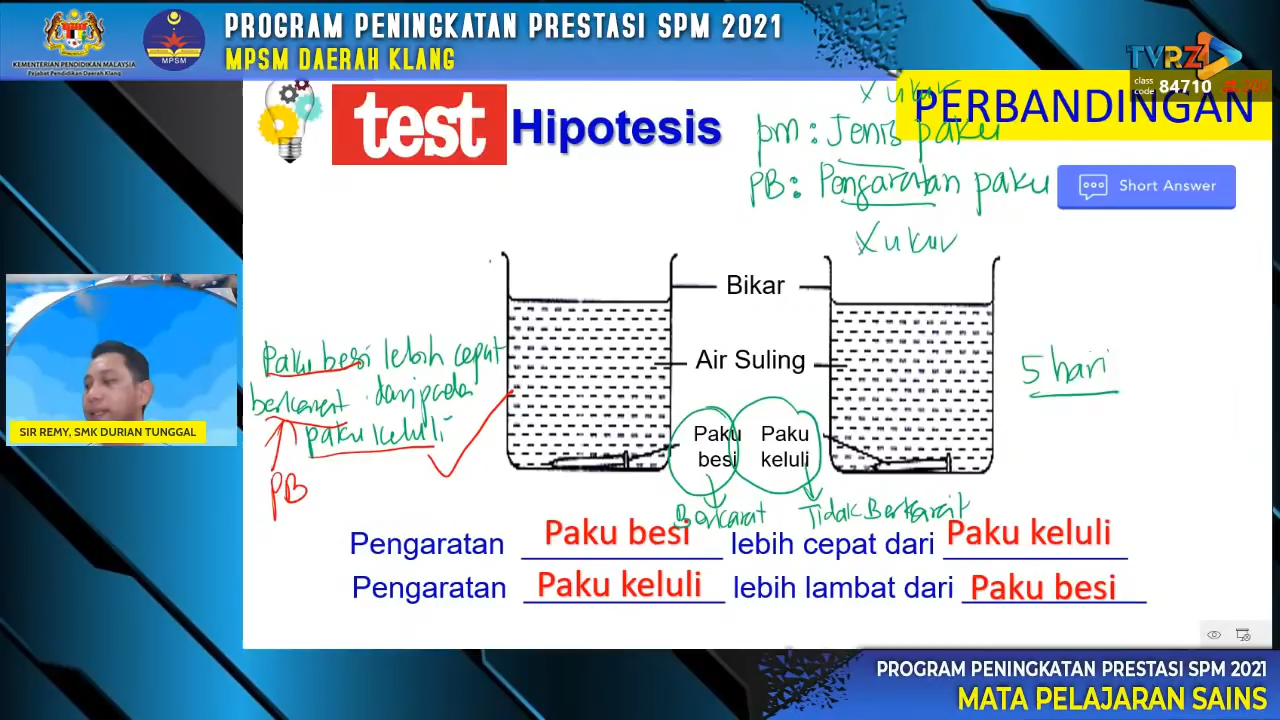 PROGRAM PENINGKATAN PRESTASI SPM 2021
MPSM DAERAH KLANG
KEMENTERIAN PENDIDIKAN MALAYSIA
Pejabat Pendidikan Daerah Klang
MPSM
TVRZ
class code 84710
PERBANDINGAN
test Hipotesis
X ukur
pm : Jenis paku
PB : Pengaratan paku
Short Answer
X ukur
Bikar
Air Suling
5 hari
Paku besi lebih cepat
berkarat daripada
paku keluli
PB
SIR REMY, SMK DURIAN TUNGGAL
Paku besi
Paku keluli
Berkarat
Tidak Berkarat
Pengaratan Paku besi lebih cepat dari Paku keluli
Pengaratan Paku keluli lebih lambat dari Paku besi
PROGRAM PENINGKATAN PRESTASI SPM 2021
MATA PELAJARAN SAINS